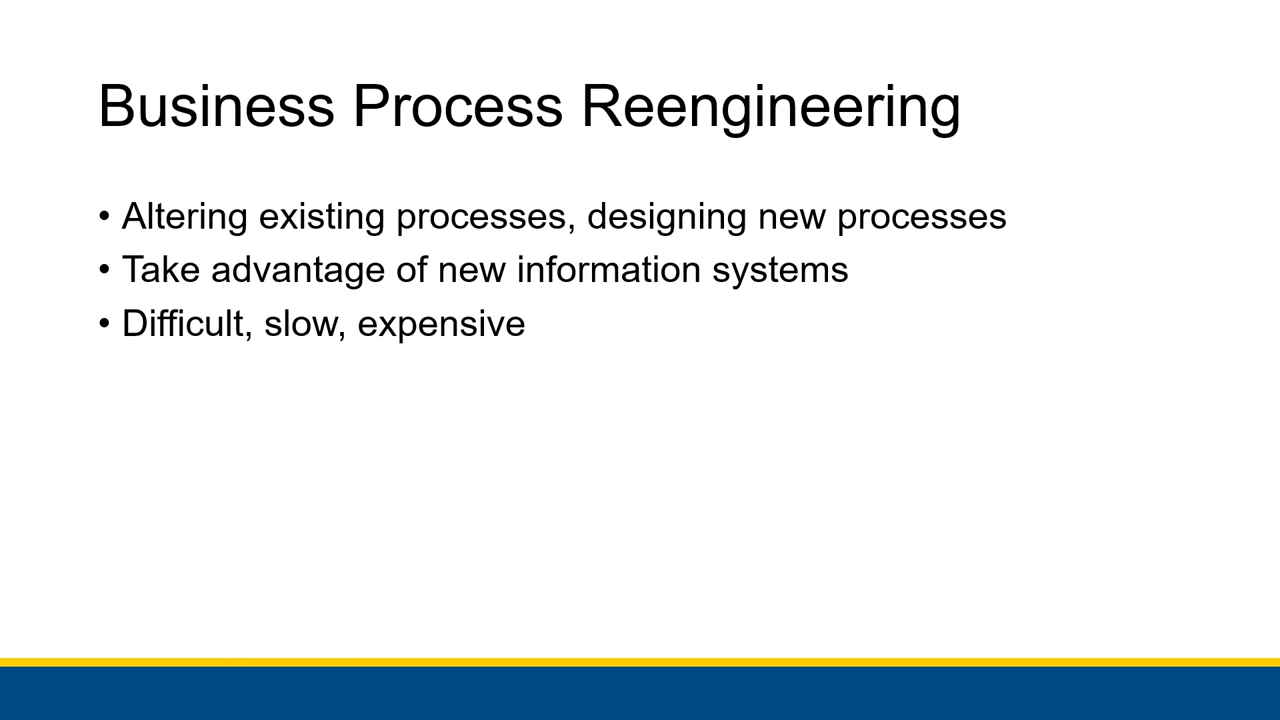 Business Process Reengineering
• Altering existing processes, designing new processes
• Take advantage of new information systems
• Difficult, slow, expensive